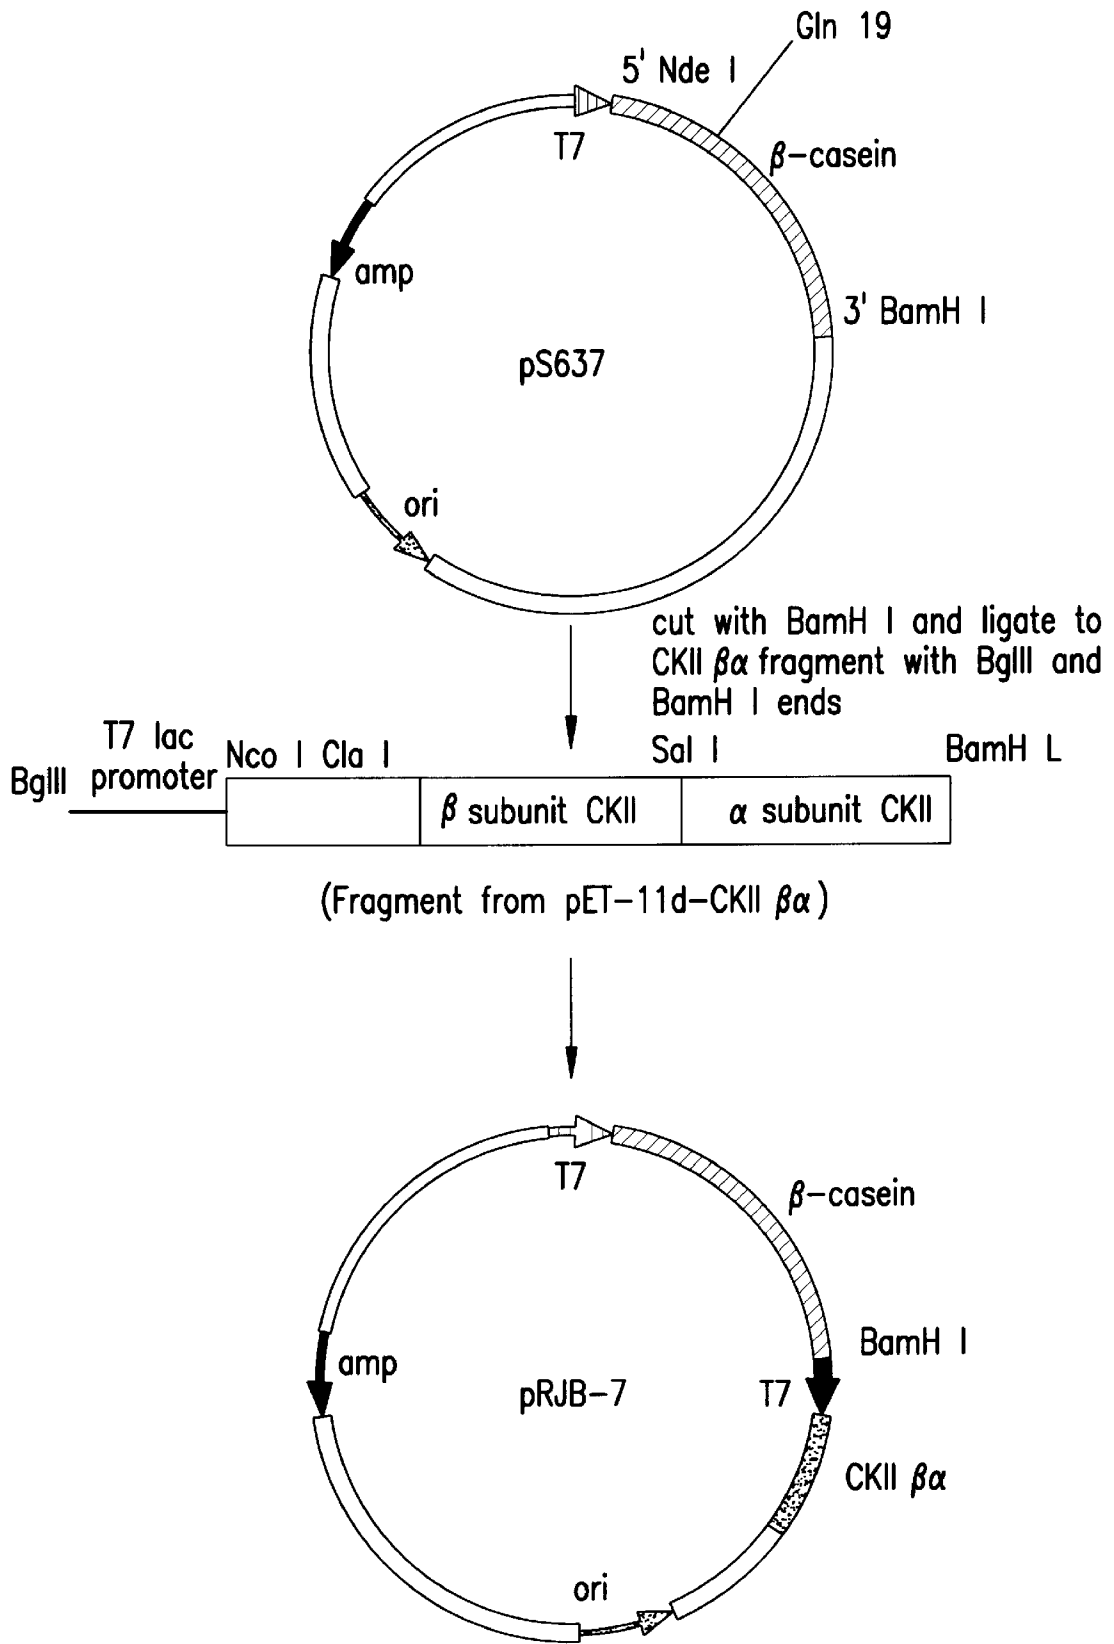 Gln 19
5' Nde I
T7
β-casein
amp
3' BamH I
pS637
ori
cut with BamH I and ligate to
CKII βα fragment with BglII and
BamH I ends
T7 lac
promoter
BglII
Nco I Cla I
Sal I
BamH L
β subunit CKII
α subunit CKII
(Fragment from pET-11d-CKII βα)
T7
β-casein
BamH I
amp
pRJB-7
T7
CKII βα
ori